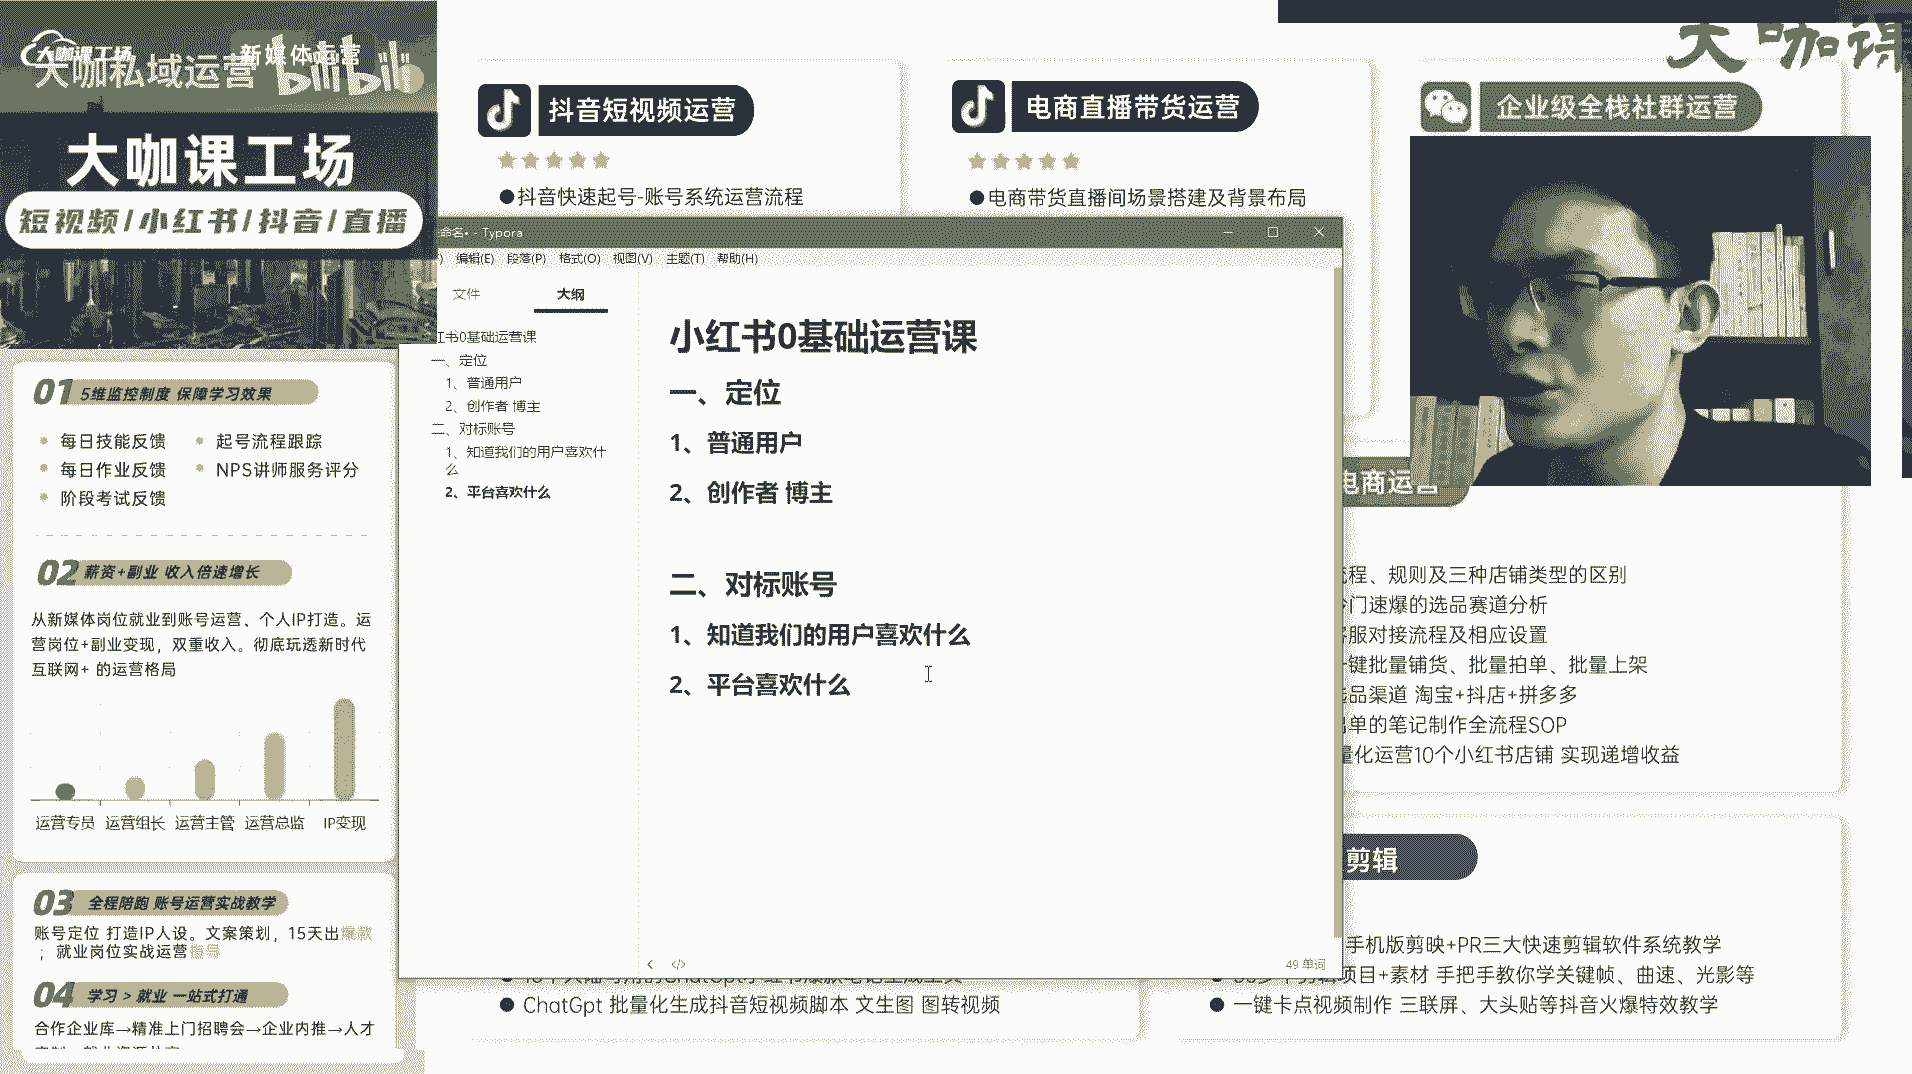 大咖课工场
大咖私域运营
新媒体运营
bilibili
大咖课工场
短视频/小红书/抖音/直播
01 5维监控制度 保障学习效果
每日技能反馈
起号流程跟踪
每日作业反馈
NPS讲师服务评分
阶段考试反馈
02 薪资+副业 收入倍速增长
从新媒体岗位就业到账号运营、个人IP打造。运
营岗位+副业变现，双重收入。彻底玩透新时代
互联网+ 的运营格局
运营专员 运营组长 运营主管 运营总监 IP变现
03 全程陪跑 账号运营实战教学
账号定位 打造IP人设。文案策划，15天出爆款
；就业岗位实战运营指导
04 学习 > 就业 一站式打通
合作企业库→精准上门招聘会→企业内推→人才
抖音短视频运营
●抖音快速起号-账号系统运营流程
电商直播带货运营
●电商带货直播间场景搭建及背景布局
大咖课
企业级全栈社群运营
命名• - Typora
编辑(E) 段落(P) 格式(O) 视图(V) 主题(T) 帮助(H)
文件 大纲
红书0基础运营课
一、定位
1、普通用户
2、创作者 博主
二、对标账号
1、知道我们的用户喜欢什
么
2、平台喜欢什么
小红书0基础运营课
一、定位
1、普通用户
2、创作者 博主
二、对标账号
1、知道我们的用户喜欢什么
2、平台喜欢什么
49 单词
电商运营
流程、规则及三种店铺类型的区别
门速爆的选品赛道分析
客服对接流程及相应设置
一键批量铺货、批量拍单、批量上架
选品渠道 淘宝+抖店+拼多多
出单的笔记制作全流程SOP
量化运营10个小红书店铺 实现递增收益
剪辑
手机版剪映+PR三大快速剪辑软件系统教学
项目+素材 手把手教你学关键帧、曲速、光影等
●一键卡点视频制作 三联屏、大头贴等抖音火爆特效教学
●ChatGpt 批量化生成抖音短视频脚本 文生图 图转视频